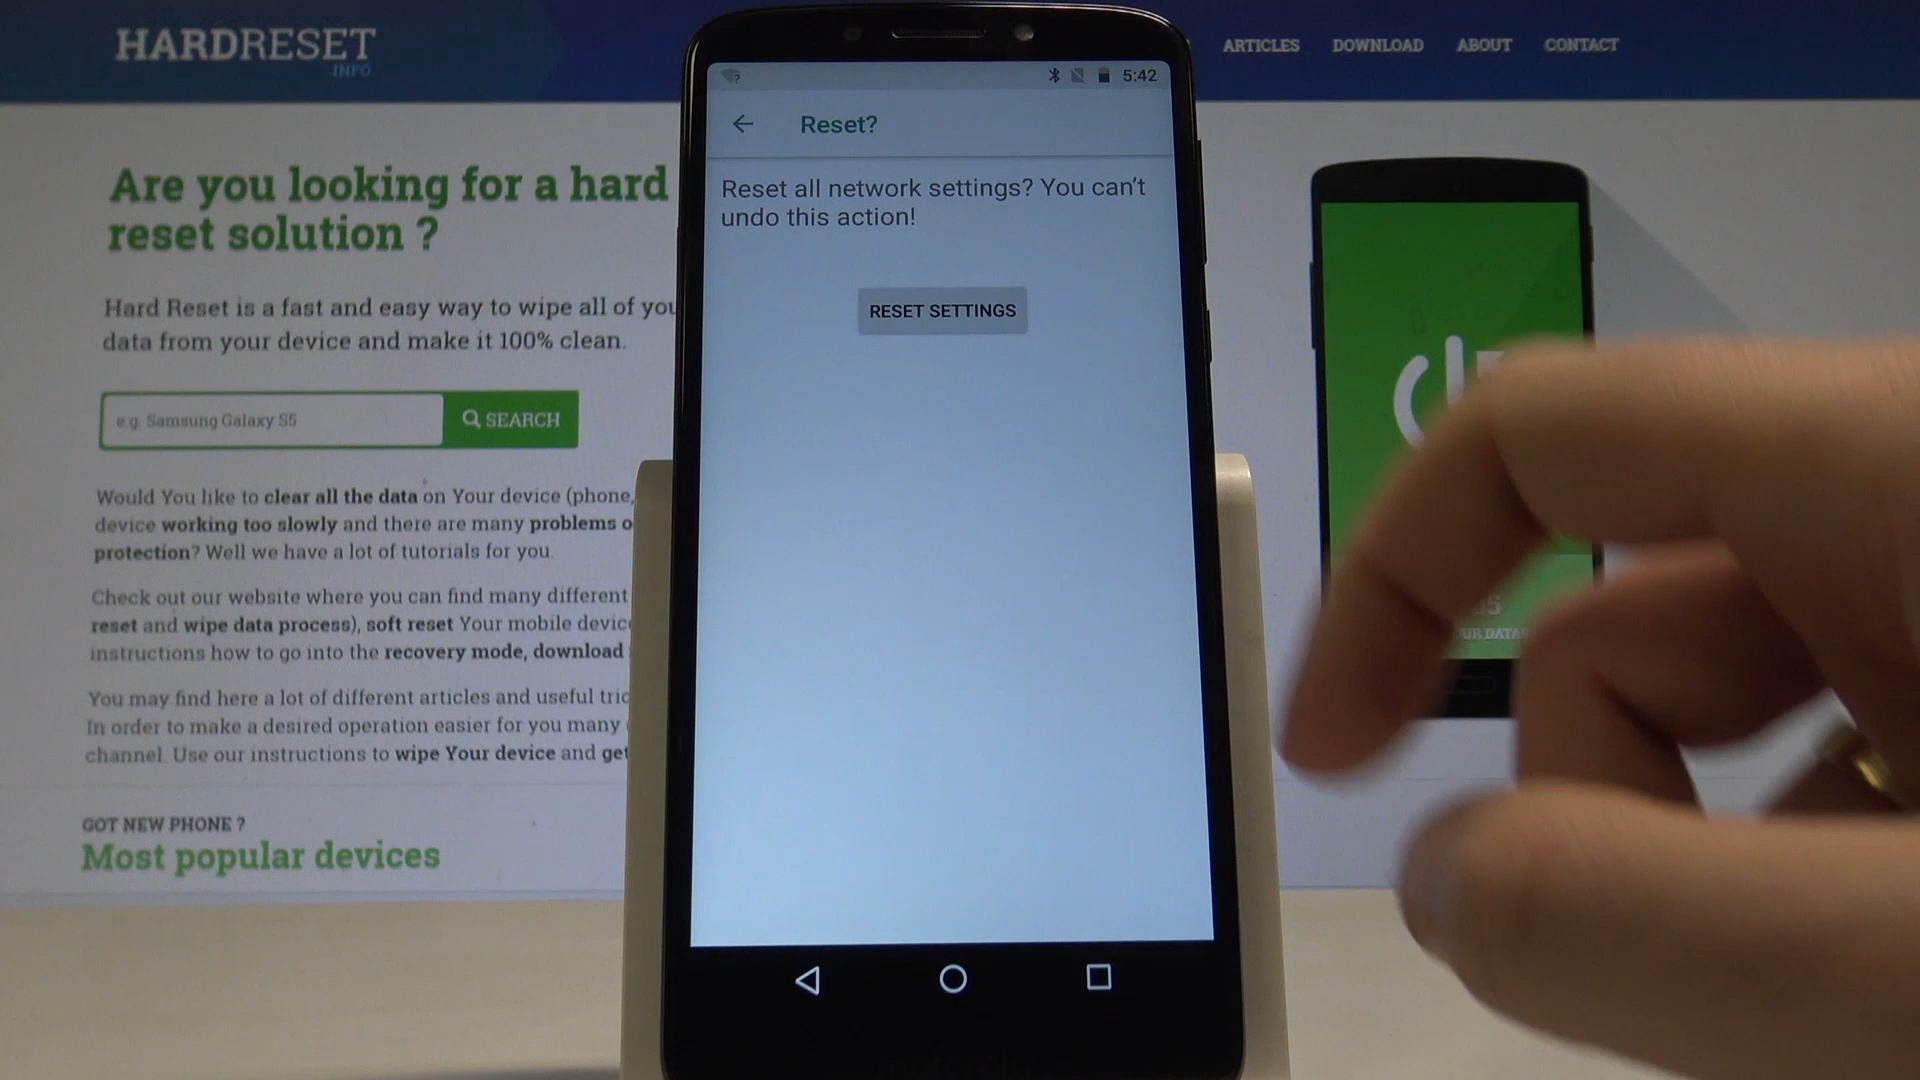 HARDRESET
.INFO
ARTICLES DOWNLOAD ABOUT CONTACT
Are you looking for a hard
reset solution ?
Hard Reset is a fast and easy way to wipe all of you
data from your device and make it 100% clean.
e.g. Samsung Galaxy S5
SEARCH
Would You like to clear all the data on Your device (phone,
device working too slowly and there are many problems o
protection? Well we have a lot of tutorials for you.
Check out our website where you can find many different
reset and wipe data process), soft reset Your mobile devic
instructions how to go into the recovery mode, download
You may find here a lot of different articles and useful tric
In order to make a desired operation easier for you many
channel. Use our instructions to wipe Your device and get
GOT NEW PHONE ?
Most popular devices
5:42
Reset?
Reset all network settings? You can't
undo this action!
RESET SETTINGS
UR DATA